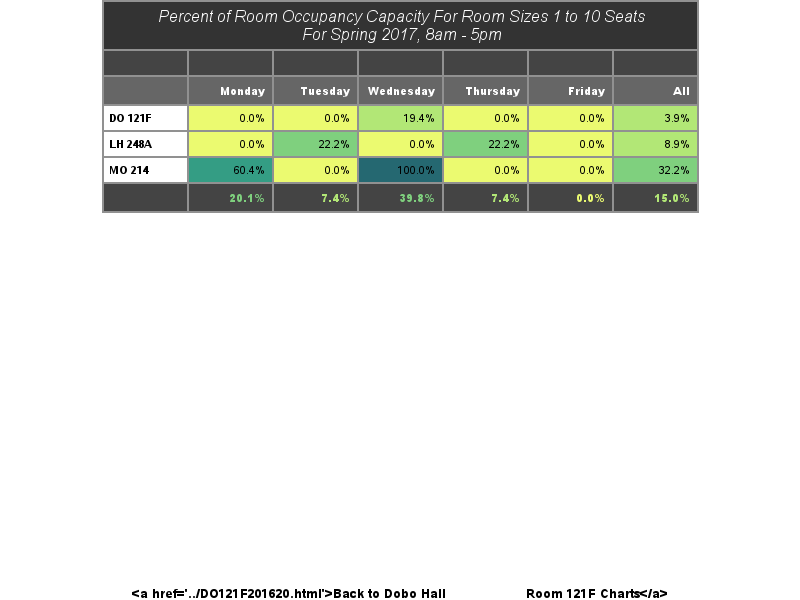 Percent of Room Occupancy Capacity For Room Sizes 1 to 10 Seats
For Spring 2017, 8am - 5pm
Monday Tuesday Wednesday Thursday Friday All
DO 121F 0.0% 0.0% 19.4% 0.0% 0.0% 3.9%
LH 248A 0.0% 22.2% 0.0% 22.2% 0.0% 8.9%
MO 214 60.4% 0.0% 100.0% 0.0% 0.0% 32.2%
20.1% 7.4% 39.8% 7.4% 0.0% 15.0%
<a href='../DO121F201620.html'>Back to Dobo Hall Room 121F Charts</a>